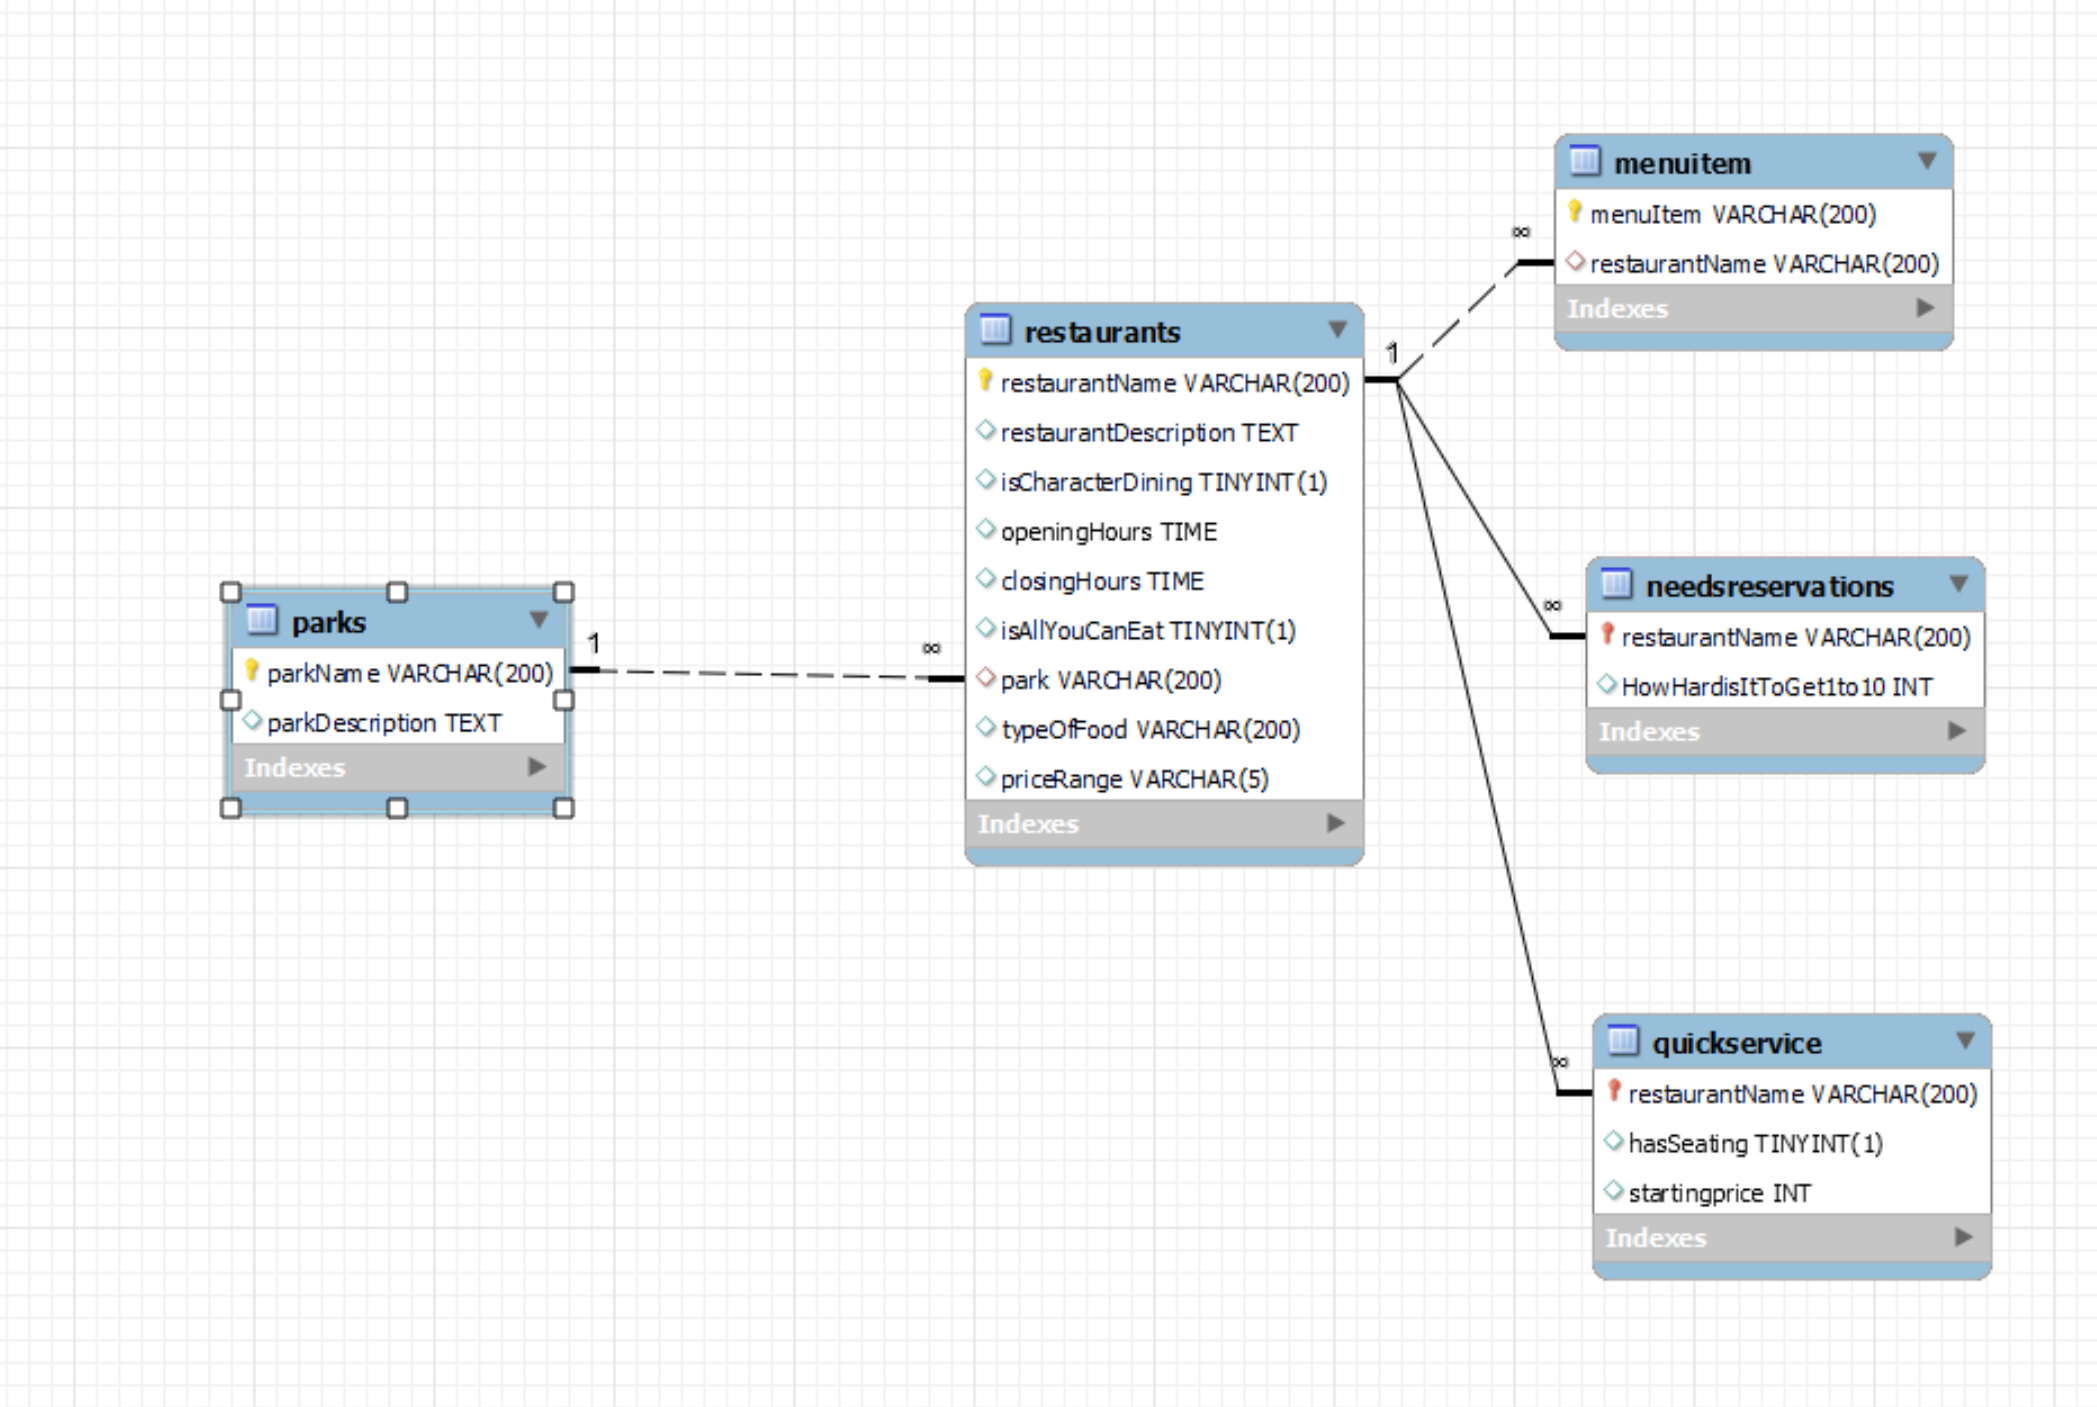 parks
parkName VARCHAR(200)
parkDescription TEXT
Indexes
1
∞
restaurants
restaurantName VARCHAR(200)
restaurantDescription TEXT
isCharacterDining TINYINT(1)
openingHours TIME
closingHours TIME
isAllYouCanEat TINYINT(1)
park VARCHAR(200)
typeOfFood VARCHAR(200)
priceRange VARCHAR(5)
Indexes
1
∞
menuitem
menuItem VARCHAR(200)
restaurantName VARCHAR(200)
Indexes
∞
needsreservations
restaurantName VARCHAR(200)
HowHardisItToGet1to10 INT
Indexes
∞
quickservice
restaurantName VARCHAR(200)
hasSeating TINYINT(1)
startingprice INT
Indexes